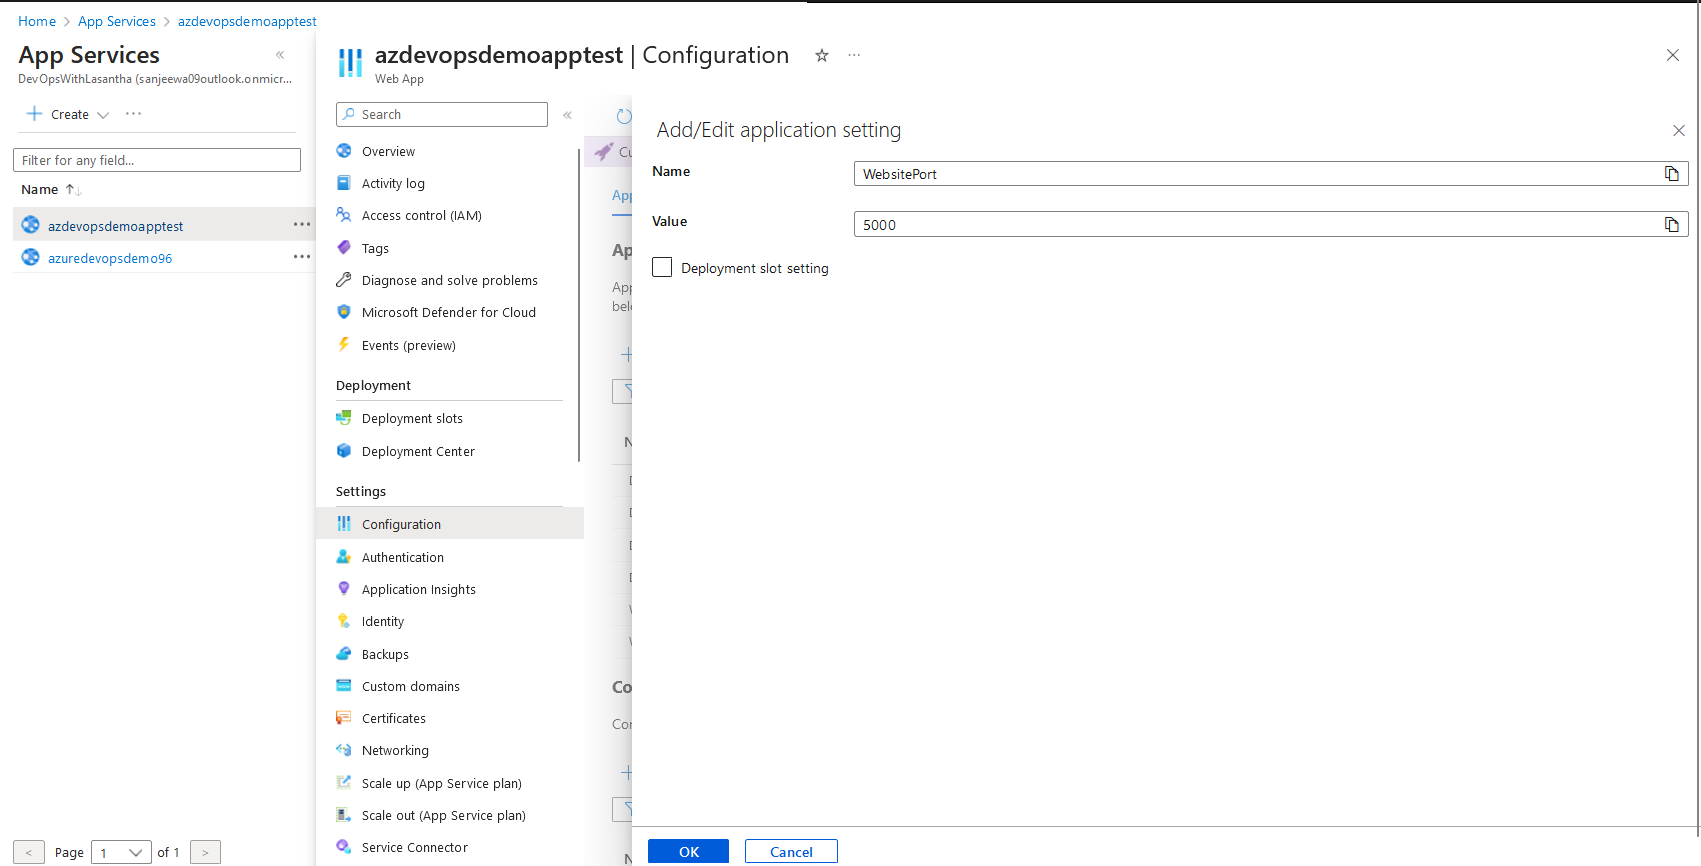 Home > App Services > azdevopsdemoapptest
App Services
DevOpsWithLasantha (sanjeewa09outlook.onmicr...
Create
Filter for any field...
Name
azdevopsdemoapptest
azuredevopsdemo96
< Page 1 of 1 >
azdevopsdemoapptest | Configuration
Web App
Search
Overview
Activity log
Access control (IAM)
Tags
Diagnose and solve problems
Microsoft Defender for Cloud
Events (preview)
Deployment
Deployment slots
Deployment Center
Settings
Configuration
Authentication
Application Insights
Identity
Backups
Custom domains
Certificates
Networking
Scale up (App Service plan)
Scale out (App Service plan)
Service Connector
Add/Edit application setting
Name
WebsitePort
Value
5000
Deployment slot setting
OK
Cancel